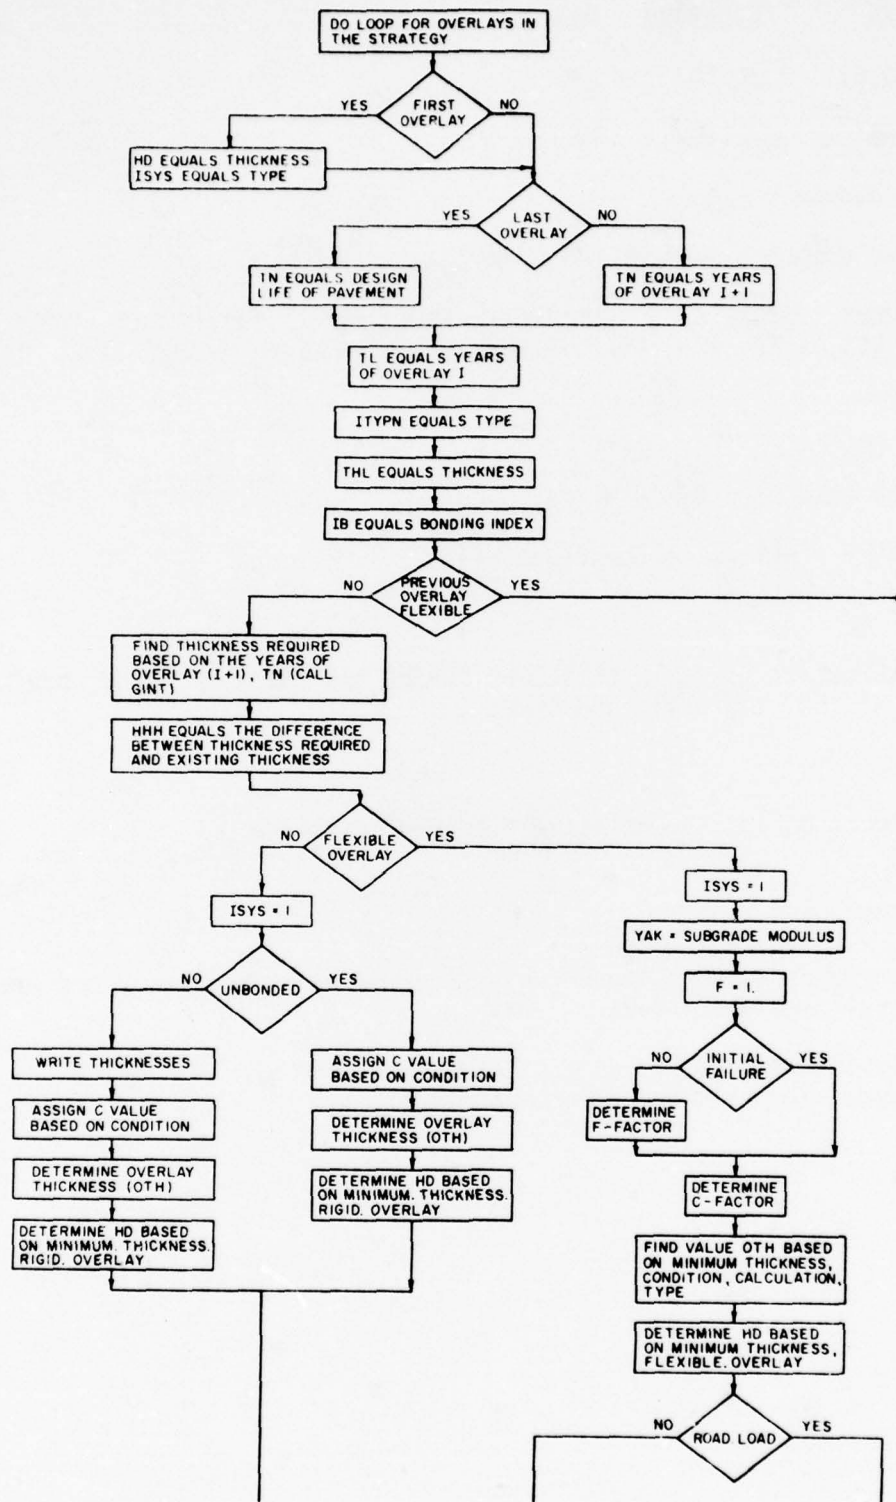 DO LOOP FOR OVERLAYS IN
THE STRATEGY
YES
FIRST
OVERLAY
NO
HD EQUALS THICKNESS
ISYS EQUALS TYPE
YES
LAST
OVERLAY
NO
TN EQUALS DESIGN
LIFE OF PAVEMENT
TN EQUALS YEARS
OF OVERLAY I+1
TL EQUALS YEARS
OF OVERLAY I
ITYPN EQUALS TYPE
THL EQUALS THICKNESS
IB EQUALS BONDING INDEX
NO
PREVIOUS
OVERLAY
FLEXIBLE
YES
FIND THICKNESS REQUIRED
BASED ON THE YEARS OF
OVERLAY (I+1), TN (CALL
GINT)
HHH EQUALS THE DIFFERENCE
BETWEEN THICKNESS REQUIRED
AND EXISTING THICKNESS
NO
FLEXIBLE
OVERLAY
YES
ISYS = 1
UNBONDED
NO
YES
WRITE THICKNESSES
ASSIGN C VALUE
BASED ON CONDITION
DETERMINE OVERLAY
THICKNESS (OTH)
DETERMINE HD BASED
ON MINIMUM. THICKNESS.
RIGID. OVERLAY
ASSIGN C VALUE
BASED ON CONDITION
DETERMINE OVERLAY
THICKNESS (OTH)
DETERMINE HD BASED
ON MINIMUM. THICKNESS.
RIGID. OVERLAY
ISYS = 1
YAK = SUBGRADE MODULUS
F = 1.
NO
INITIAL
FAILURE
YES
DETERMINE
F-FACTOR
DETERMINE
C-FACTOR
FIND VALUE OTH BASED
ON MINIMUM THICKNESS,
CONDITION, CALCULATION,
TYPE
DETERMINE HD BASED
ON MINIMUM THICKNESS,
FLEXIBLE. OVERLAY
NO
ROAD LOAD
YES